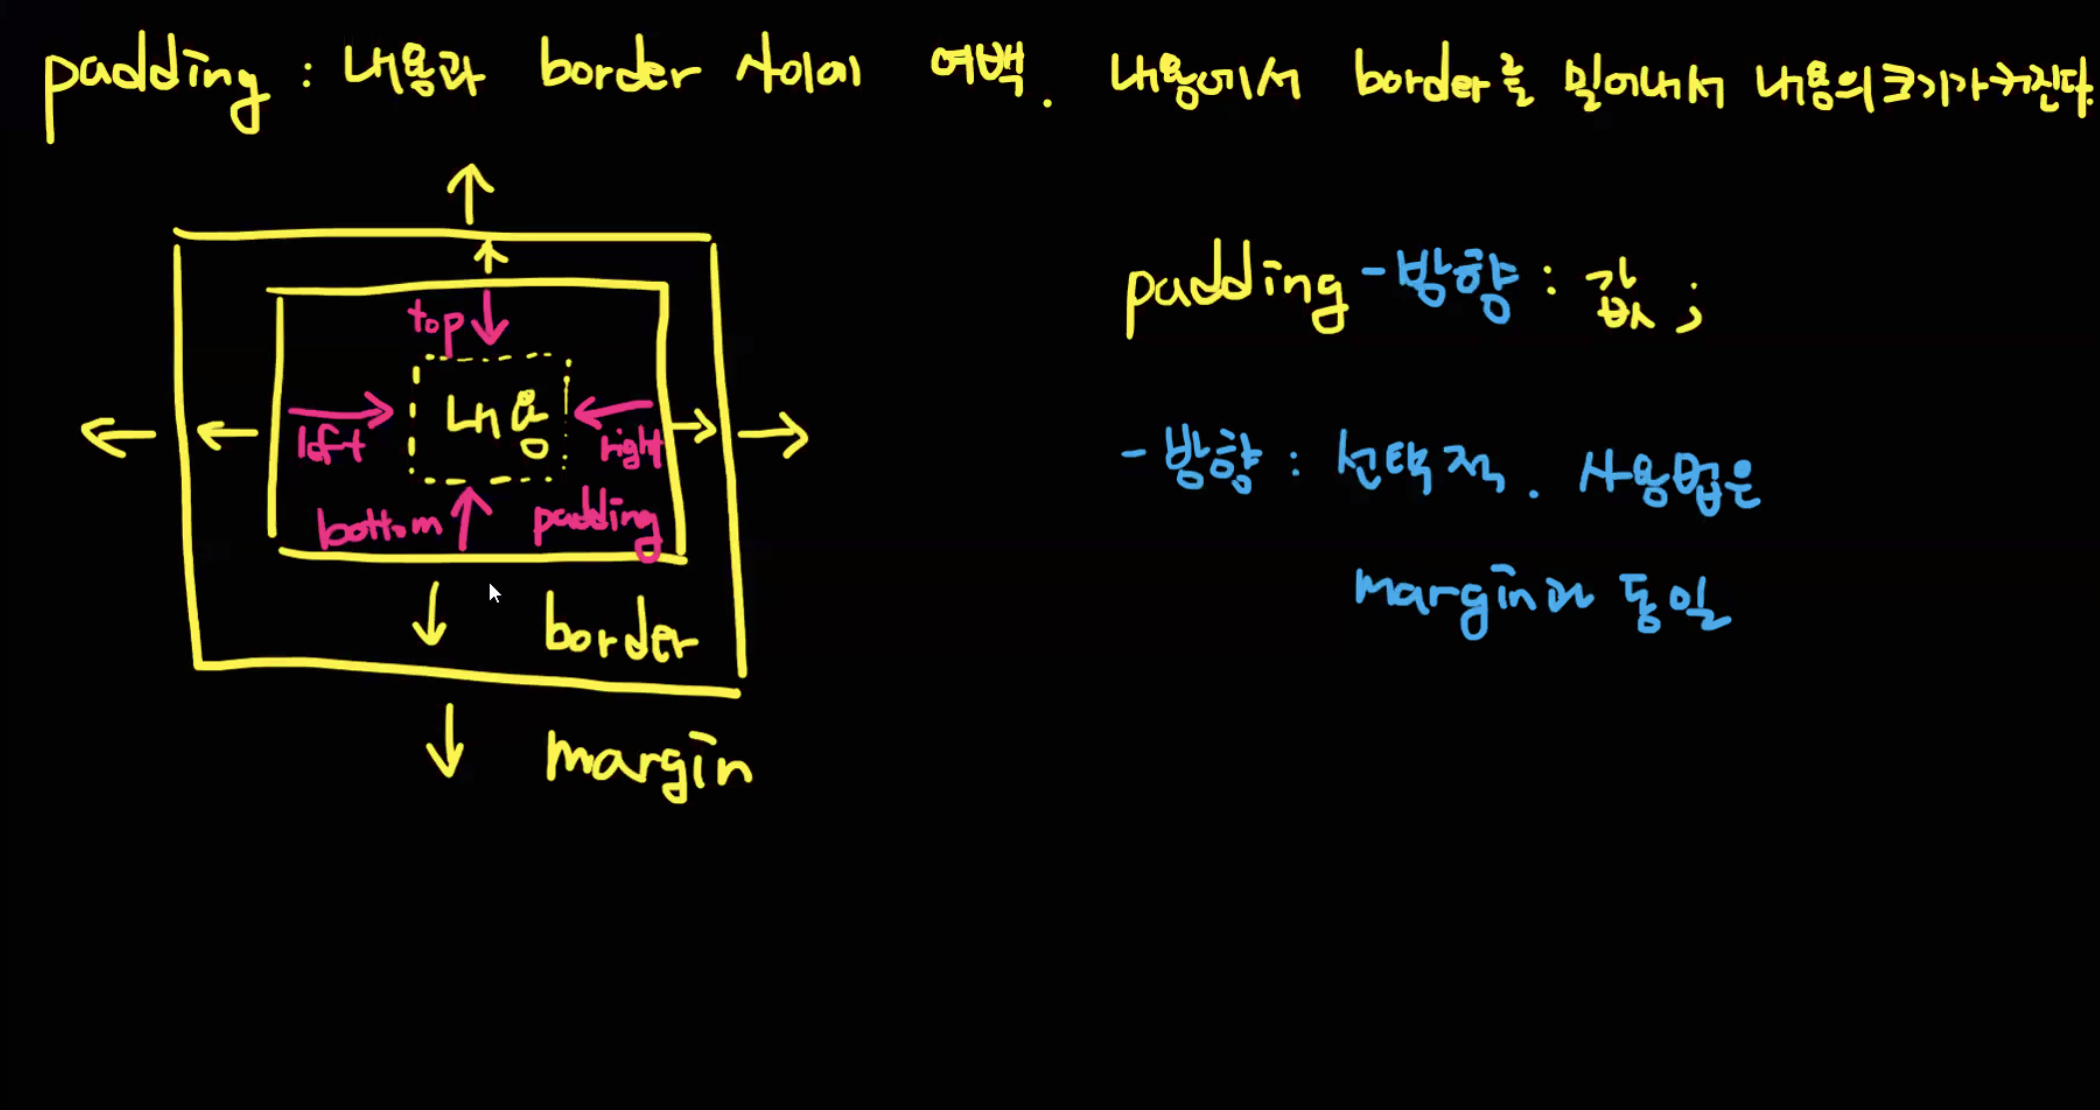 padding : 내용과 border 사이에 여백. 내용에서 border를 밀어내서 내용의 크기가 커진다
top
내용
left
right
bottom
padding
border
margin
padding -방향 : 값 ;
-방향 : 선택적. 사용법은
margin과 동일